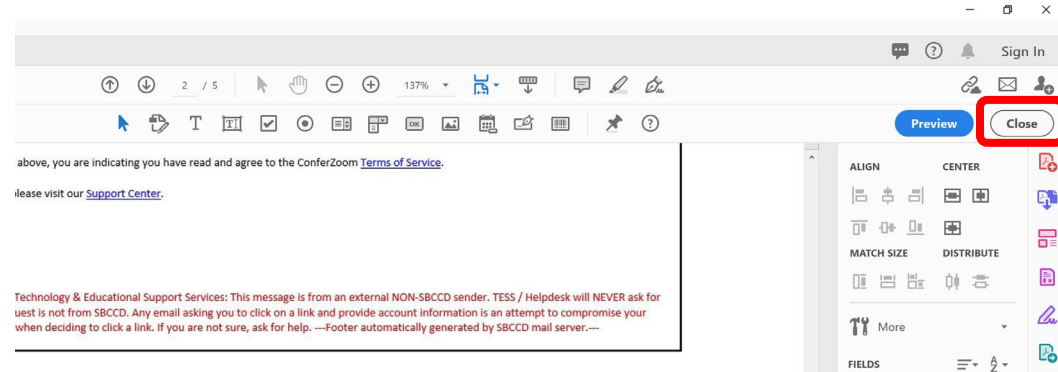 Sign In
2 / 5
137%
T
T
OK
?
Preview
Close
above, you are indicating you have read and agree to the ConferZoom Terms of Service.
please visit our Support Center.
Technology & Educational Support Services: This message is from an external NON-SBCCD sender. TESS / Helpdesk will NEVER ask for
uest is not from SBCCD. Any email asking you to click on a link and provide account information is an attempt to compromise your
when deciding to click a link. If you are not sure, ask for help. ---Footer automatically generated by SBCCD mail server.---
ALIGN CENTER
MATCH SIZE DISTRIBUTE
More
FIELDS